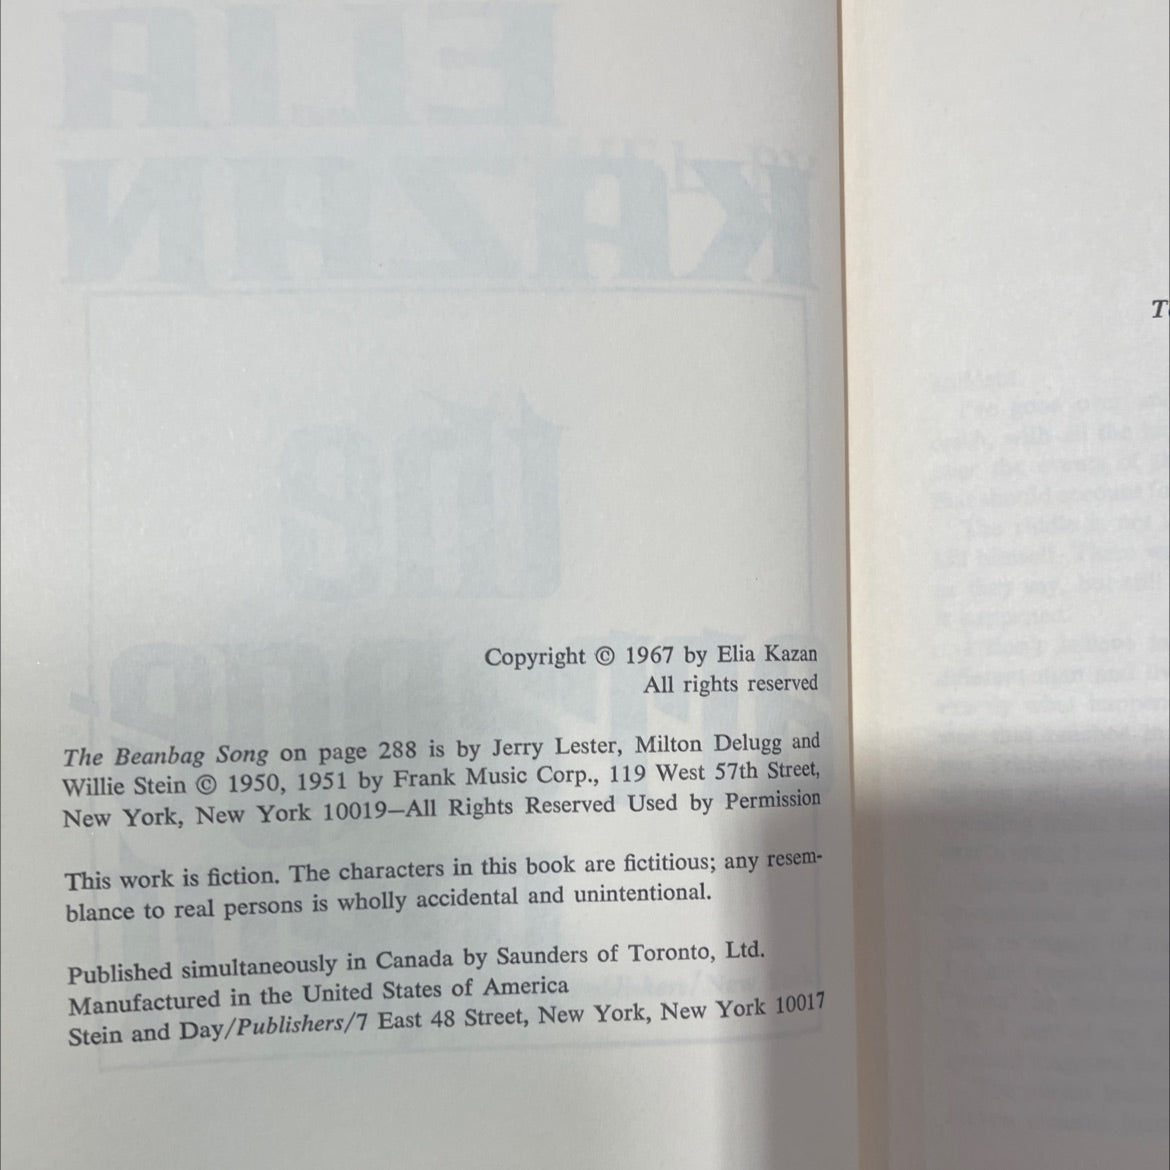 Copyright © 1967 by Elia Kazan
All rights reserved
The Beanbag Song on page 288 is by Jerry Lester, Milton Delugg and
Willie Stein © 1950, 1951 by Frank Music Corp., 119 West 57th Street,
New York, New York 10019—All Rights Reserved Used by Permission
This work is fiction. The characters in this book are fictitious; any resem-
blance to real persons is wholly accidental and unintentional.
Published simultaneously in Canada by Saunders of Toronto, Ltd.
Manufactured in the United States of America
Stein and Day/Publishers/7 East 48 Street, New York, New York 10017